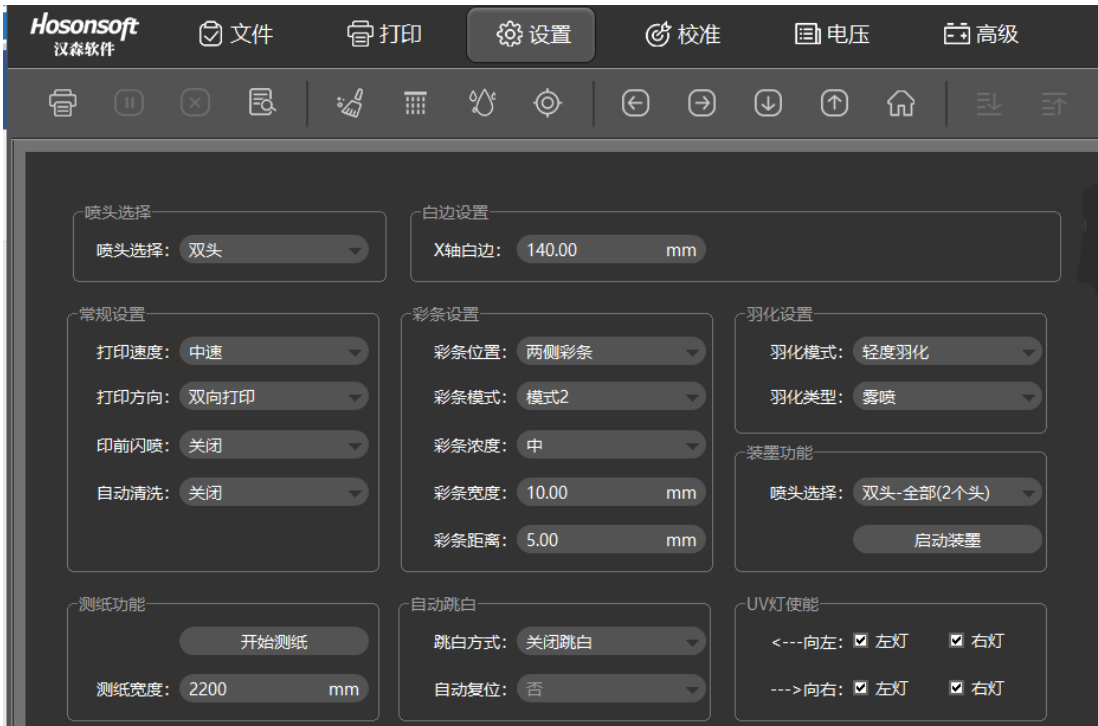 Hosonsoft
汉森软件
文件 打印 设置 校准 电压 高级
喷头选择
喷头选择: 双头
白边设置
X轴白边: 140.00 mm
常规设置
打印速度: 中速
打印方向: 双向打印
印前闪喷: 关闭
自动清洗: 关闭
彩条设置
彩条位置: 两侧彩条
彩条模式: 模式2
彩条浓度: 中
彩条宽度: 10.00 mm
彩条距离: 5.00 mm
羽化设置
羽化模式: 轻度羽化
羽化类型: 雾喷
装墨功能
喷头选择: 双头-全部(2个头)
启动装墨
测纸功能
开始测纸
测纸宽度: 2200 mm
自动跳白
跳白方式: 关闭跳白
自动复位: 否
UV灯使能
<---向左: 左灯 右灯
--->向右: 左灯 右灯